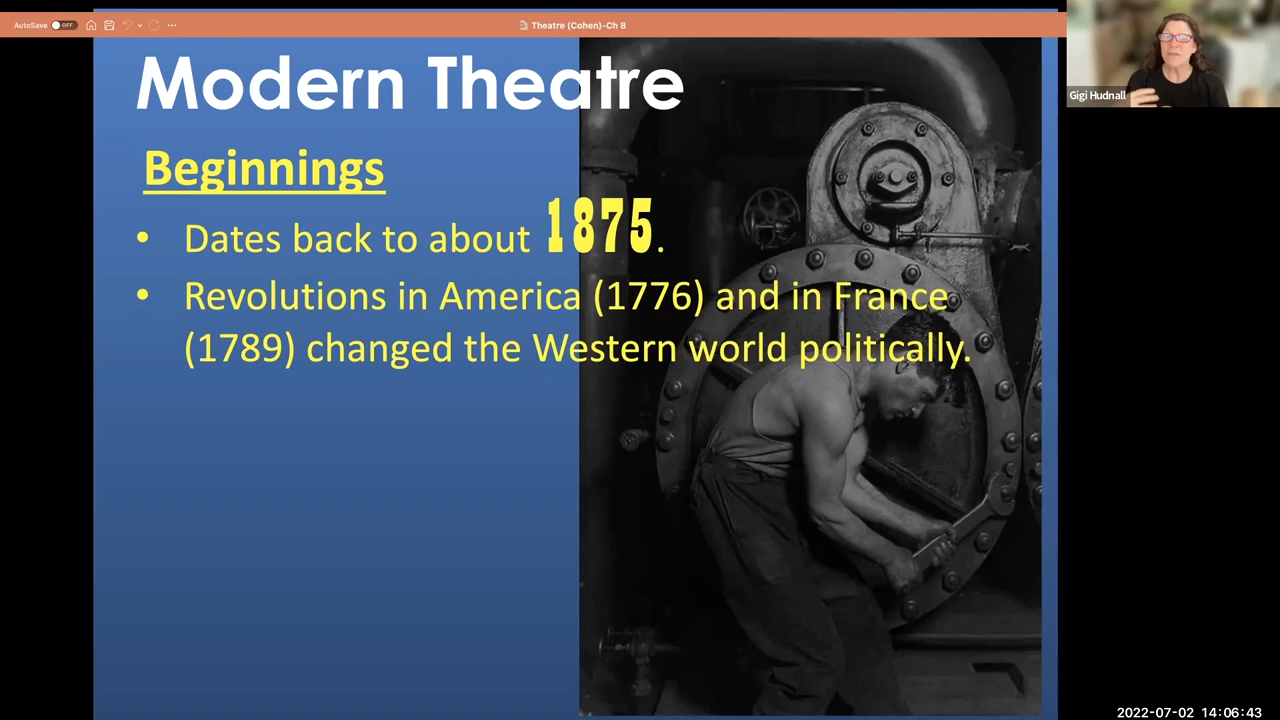 AutoSave OFF
Theatre (Cohen)-Ch 8
Gigi Hudnall
Modern Theatre
Beginnings
• Dates back to about 1875.
• Revolutions in America (1776) and in France
(1789) changed the Western world politically.
2022-07-02 14:06:43